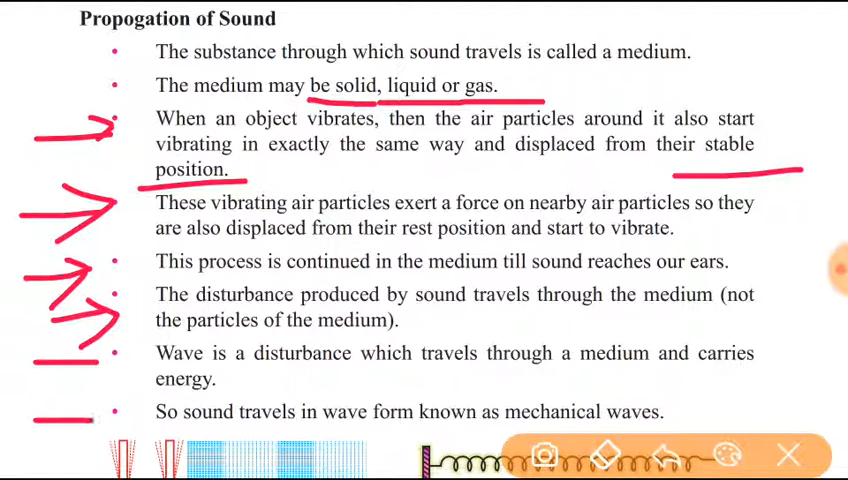 Propogation of Sound
• The substance through which sound travels is called a medium.
• The medium may be solid, liquid or gas.
• When an object vibrates, then the air particles around it also start
vibrating in exactly the same way and displaced from their stable
position.
• These vibrating air particles exert a force on nearby air particles so they
are also displaced from their rest position and start to vibrate.
• This process is continued in the medium till sound reaches our ears.
• The disturbance produced by sound travels through the medium (not
the particles of the medium).
• Wave is a disturbance which travels through a medium and carries
energy.
• So sound travels in wave form known as mechanical waves.